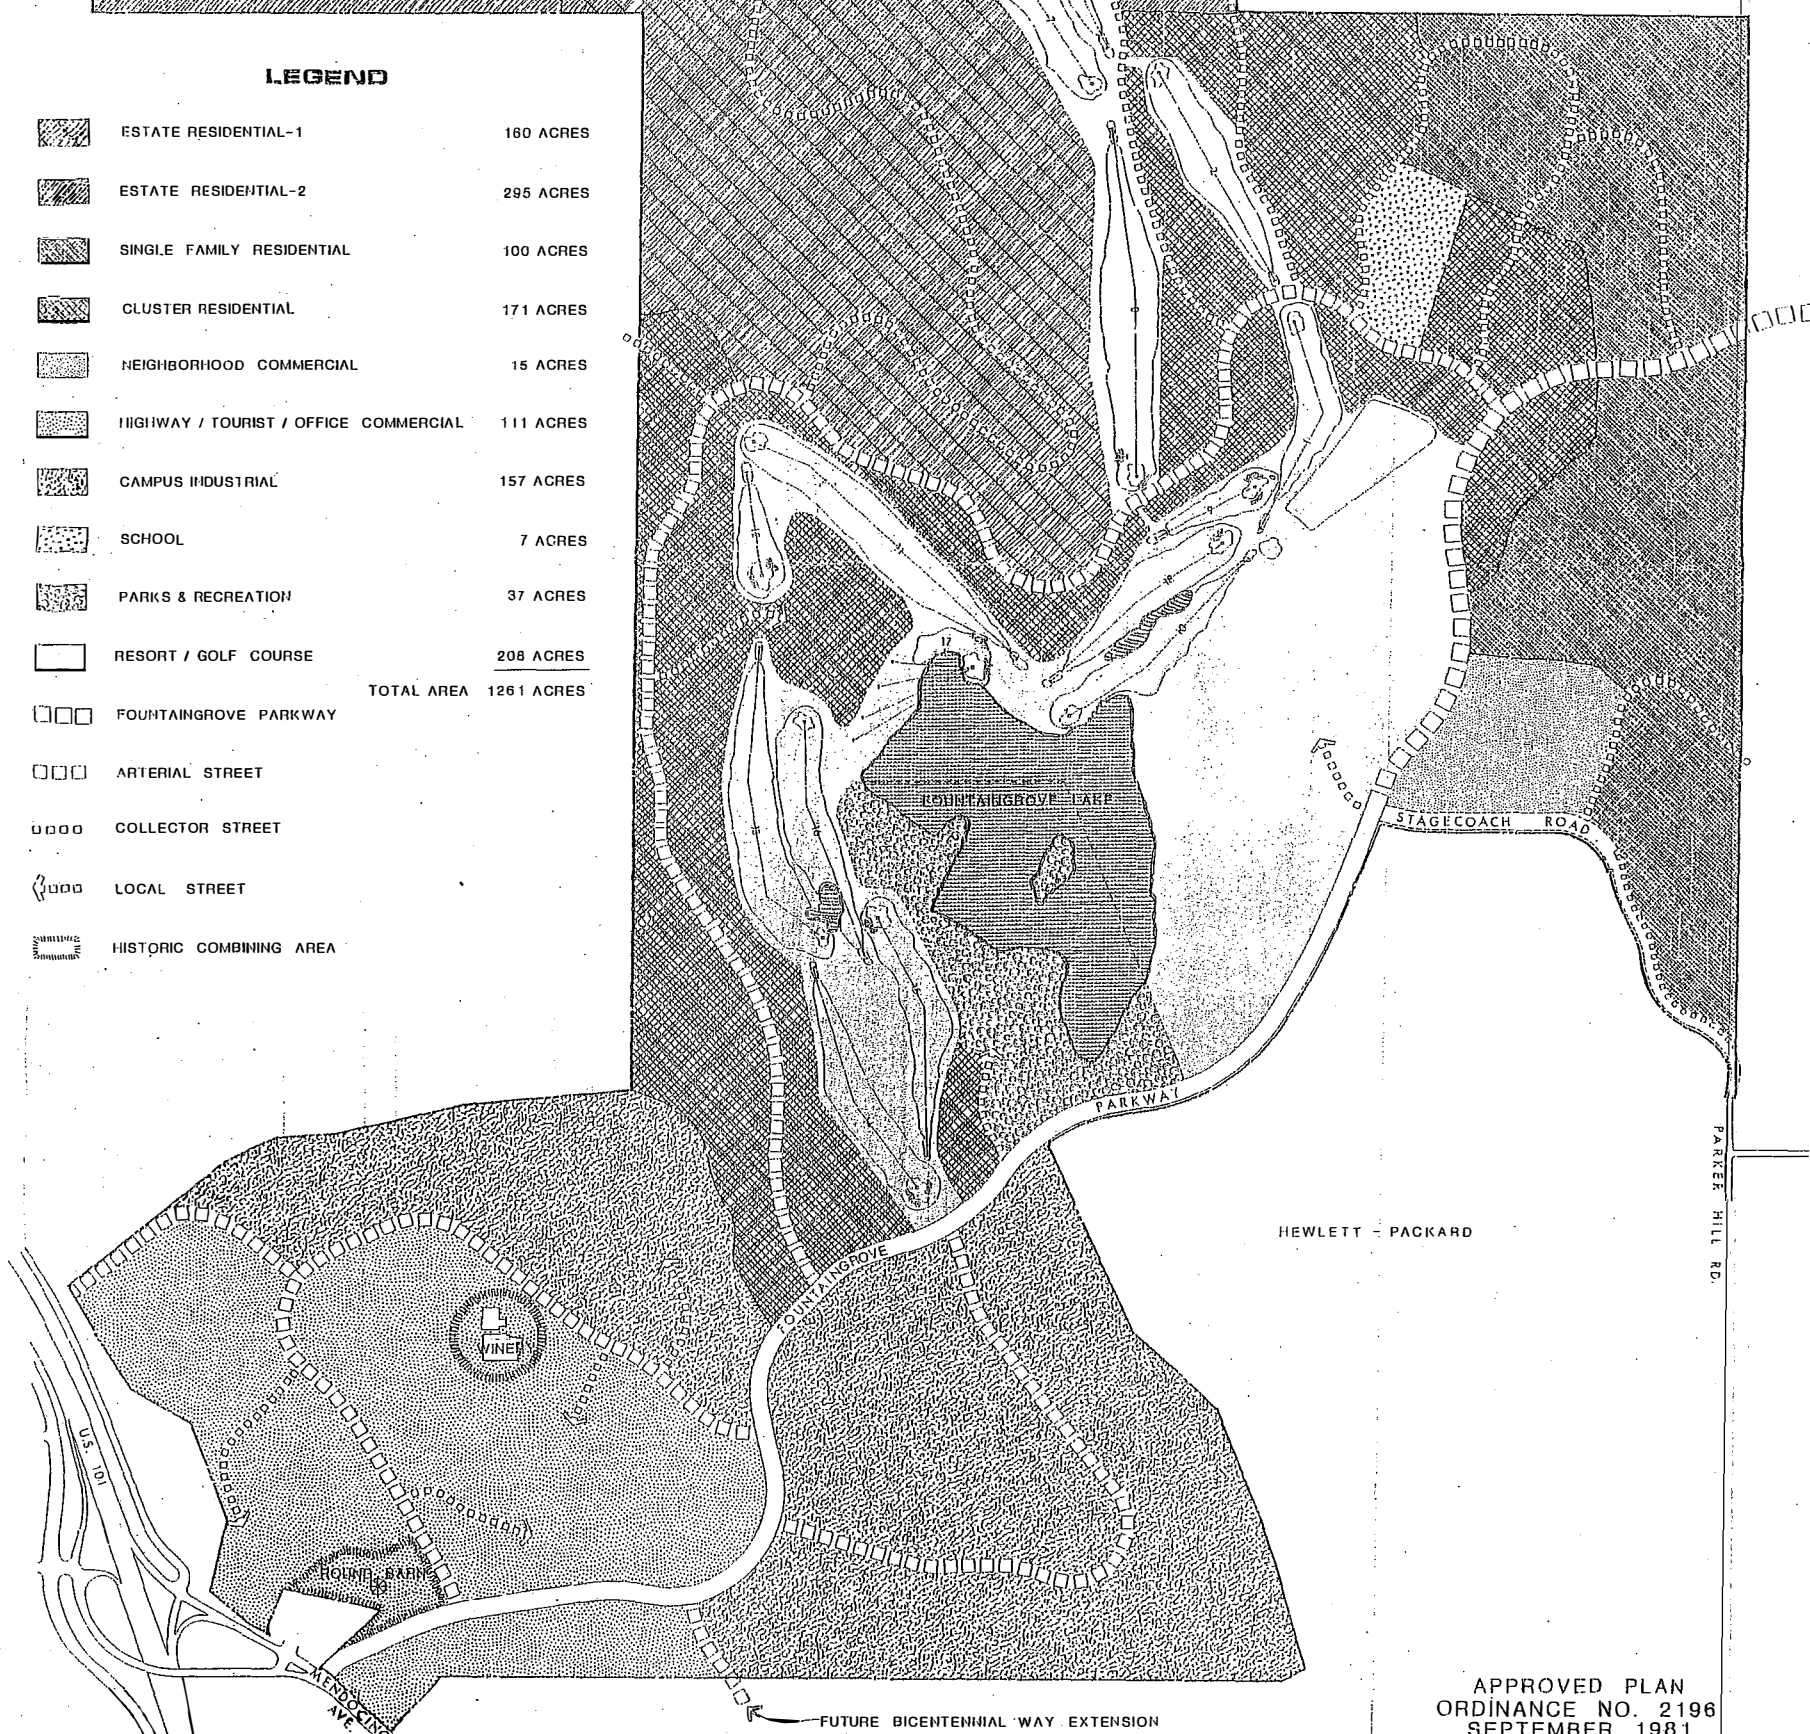 LEGEND
ESTATE RESIDENTIAL-1 160 ACRES
ESTATE RESIDENTIAL-2 295 ACRES
SINGLE FAMILY RESIDENTIAL 100 ACRES
CLUSTER RESIDENTIAL 171 ACRES
NEIGHBORHOOD COMMERCIAL 15 ACRES
HIGHWAY / TOURIST / OFFICE COMMERCIAL 111 ACRES
CAMPUS INDUSTRIAL 157 ACRES
SCHOOL 7 ACRES
PARKS & RECREATION 37 ACRES
RESORT / GOLF COURSE 208 ACRES
TOTAL AREA 1261 ACRES
FOUNTAINGROVE PARKWAY
ARTERIAL STREET
COLLECTOR STREET
LOCAL STREET
HISTORIC COMBINING AREA
FOUNTAINGROVE LAKE
STAGECOACH ROAD
PARKWAY
PARKER HILL RD.
HEWLETT - PACKARD
FOUNTAINGROVE
WINERY
U.S. 101
ROUND BARN
MENDOCINO AVE.
FUTURE BICENTENNIAL WAY EXTENSION
APPROVED PLAN
ORDINANCE NO. 2196
SEPTEMBER 1981